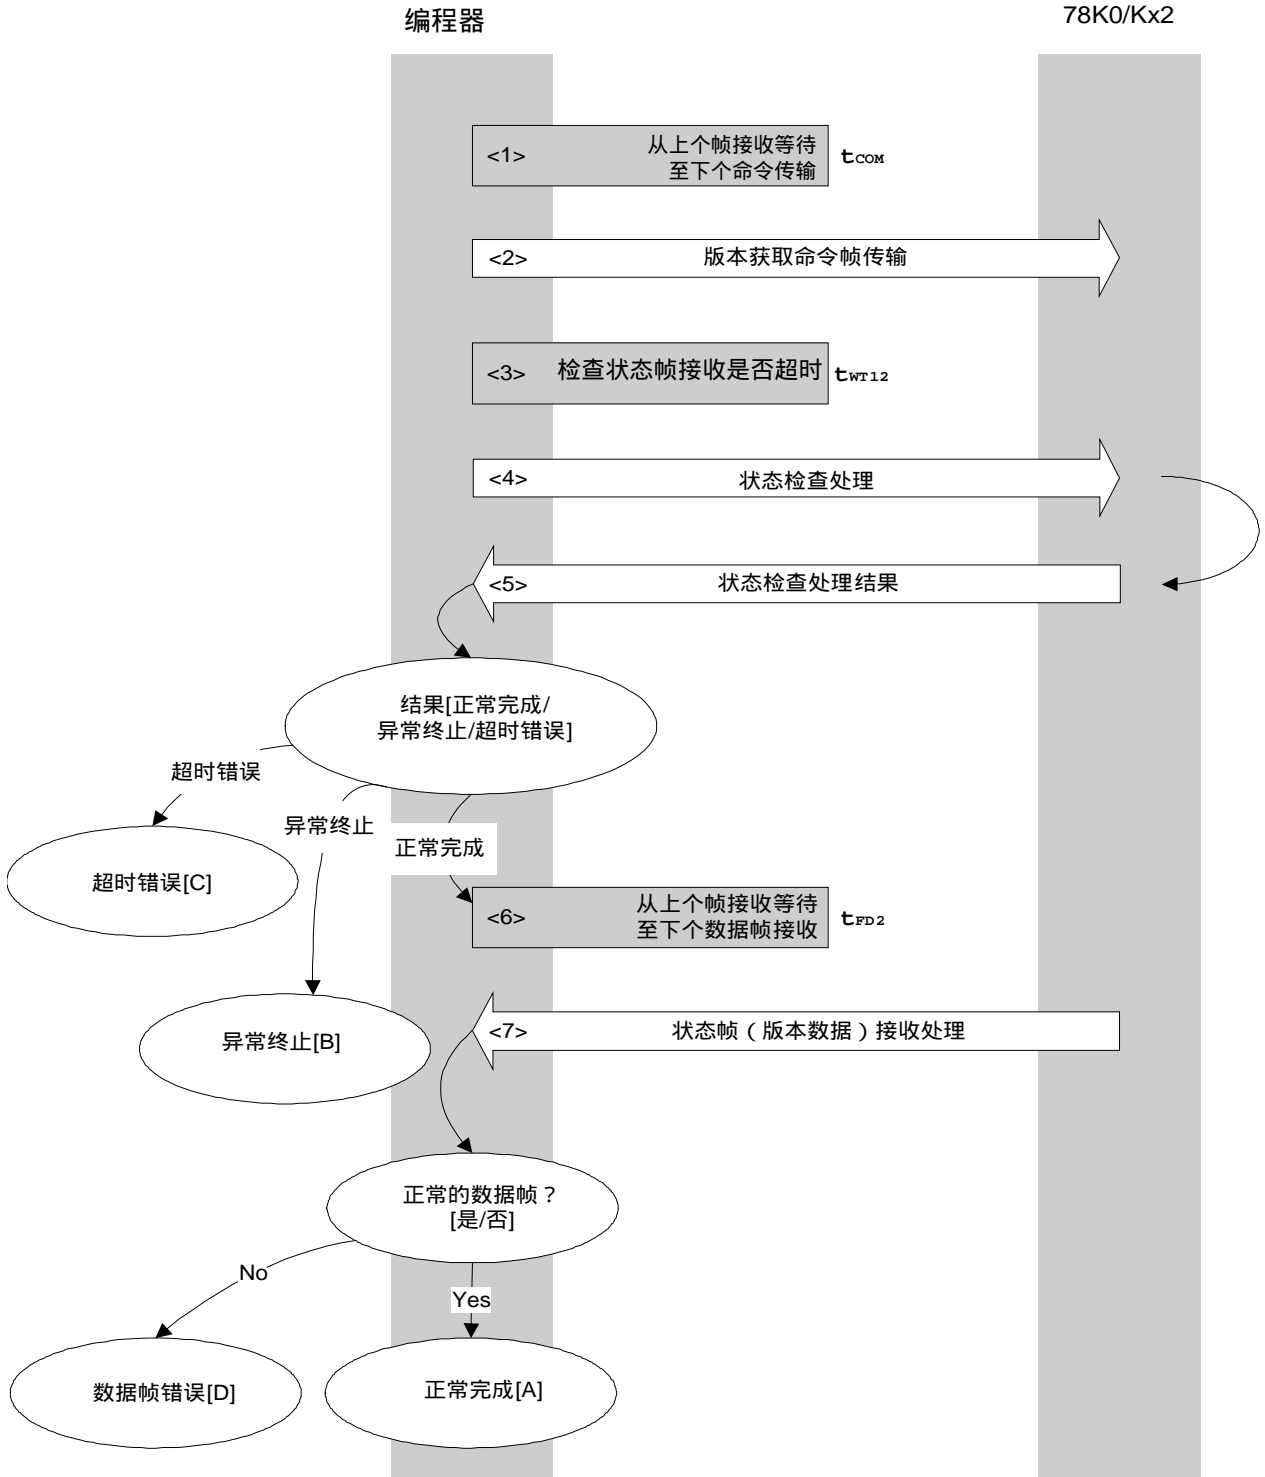 编程器
78K0/Kx2
<1>
从上个帧接收等待
至下个命令传输
tCOM
<2>
版本获取命令帧传输
<3>
检查状态帧接收是否超时
tWT12
<4>
状态检查处理
<5>
状态检查处理结果
结果[正常完成/
异常终止/超时错误]
超时错误
异常终止
正常完成
超时错误[C]
<6>
从上个帧接收等待
至下个数据帧接收
tFD2
异常终止[B]
<7>
状态帧（版本数据）接收处理
正常的数据帧？
[是/否]
No
Yes
数据帧错误[D]
正常完成[A]